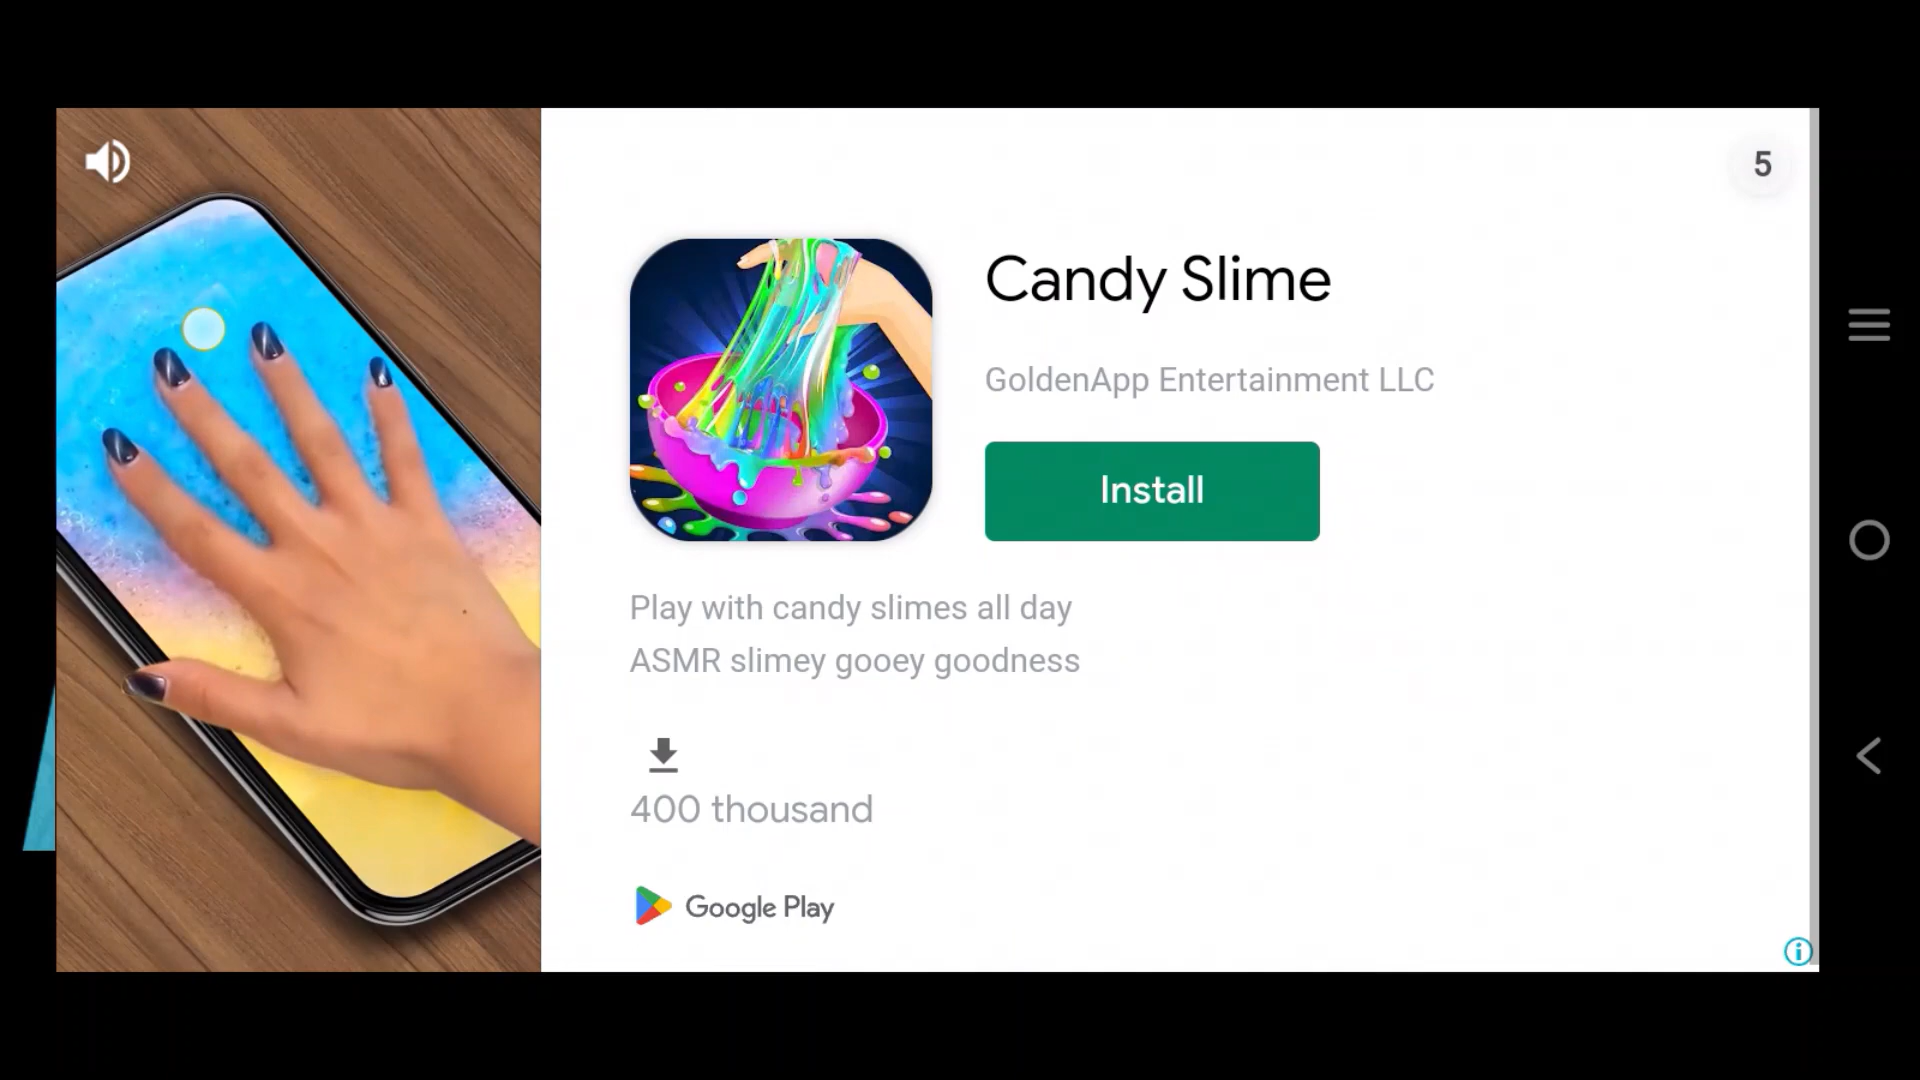 5
Candy Slime
GoldenApp Entertainment LLC
Install
Play with candy slimes all day
ASMR slimey gooey goodness
400 thousand
Google Play